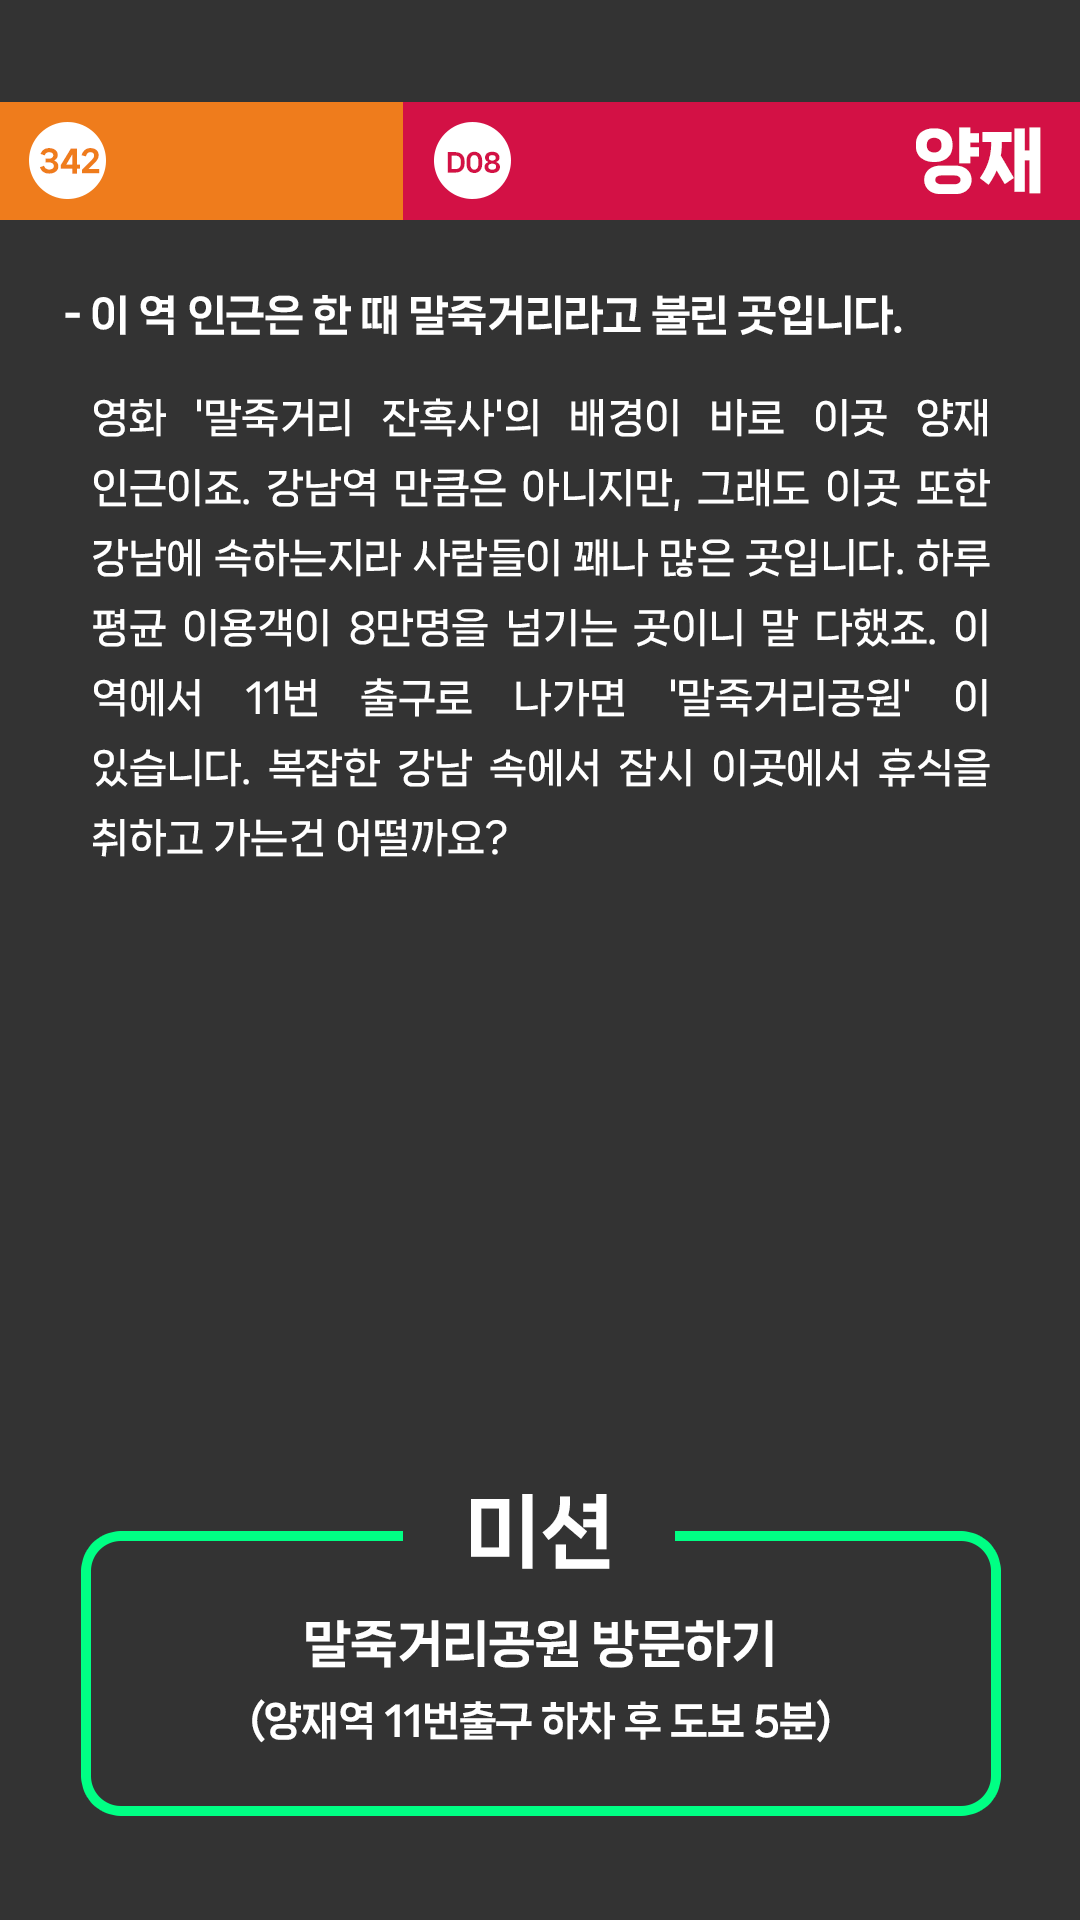 342
D08
양재
- 이 역 인근은 한 때 말죽거리라고 불린 곳입니다.
영화 '말죽거리 잔혹사'의 배경이 바로 이곳 양재
인근이죠. 강남역 만큼은 아니지만, 그래도 이곳 또한
강남에 속하는지라 사람들이 꽤나 많은 곳입니다. 하루
평균 이용객이 8만명을 넘기는 곳이니 말 다했죠. 이
역에서 11번 출구로 나가면 '말죽거리공원' 이
있습니다. 복잡한 강남 속에서 잠시 이곳에서 휴식을
취하고 가는건 어떨까요?
미션
말죽거리공원 방문하기
(양재역 11번출구 하차 후 도보 5분)